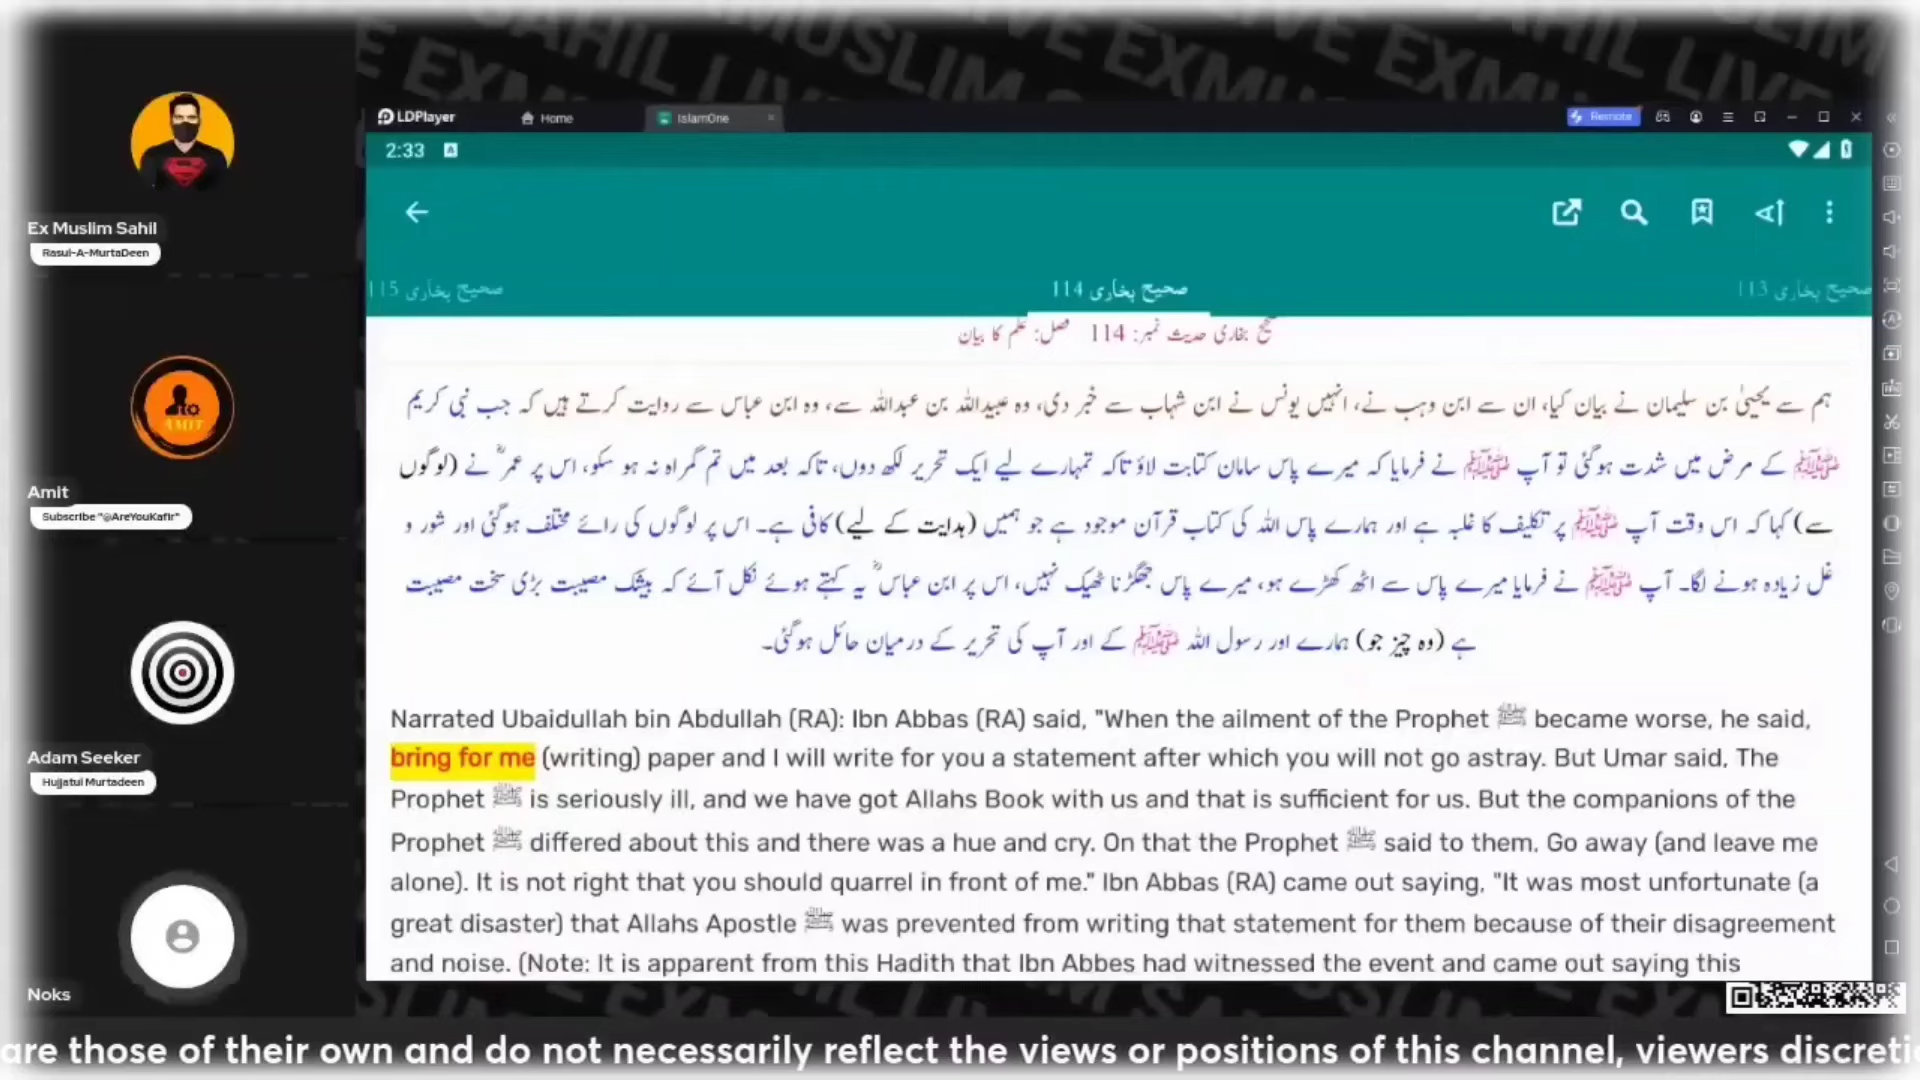 LDPlayer
Home
IslamOne
Remote
2:33
صحیح بخاری 115
صحیح بخاری 114
صحیح بخاری 113
صحیح بخاری حدیث نمبر: 114 فصل: علم کا بیان
ہم سے یحییٰ بن سلیمان نے بیان کیا، ان سے ابن وہب نے، انہیں یونس نے ابن شہاب سے خبر دی، وہ عبیداللہ بن عبداللہ سے، وہ ابن عباس سے روایت کرتے ہیں کہ جب نبی کریم
ﷺ کے مرض میں شدت ہوگئی تو آپ ﷺ نے فرمایا کہ میرے پاس سامان کتابت لاؤ تاکہ تمہارے لیے ایک تحریر لکھ دوں، تاکہ بعد میں تم گمراہ نہ ہو سکو، اس پر عمر ؓ نے (لوگوں
سے) کہا کہ اس وقت آپ ﷺ پر تکلیف کا غلبہ ہے اور ہمارے پاس اللہ کی کتاب قرآن موجود ہے جو ہمیں (ہدایت کے لیے) کافی ہے۔ اس پر لوگوں کی رائے مختلف ہوگئی اور شور و
غل زیادہ ہونے لگا۔ آپ ﷺ نے فرمایا میرے پاس سے اٹھ کھڑے ہو، میرے پاس جھگڑنا ٹھیک نہیں، اس پر ابن عباس ؓ یہ کہتے ہوئے نکل آئے کہ بیشک مصیبت بڑی سخت مصیبت
ہے (وہ چیز جو) ہمارے اور رسول اللہ ﷺ کے اور آپ کی تحریر کے درمیان حائل ہوگئی۔
Narrated Ubaidullah bin Abdullah (RA): Ibn Abbas (RA) said, "When the ailment of the Prophet ﷺ became worse, he said,
bring for me (writing) paper and I will write for you a statement after which you will not go astray. But Umar said, The
Prophet ﷺ is seriously ill, and we have got Allahs Book with us and that is sufficient for us. But the companions of the
Prophet ﷺ differed about this and there was a hue and cry. On that the Prophet ﷺ said to them, Go away (and leave me
alone). It is not right that you should quarrel in front of me." Ibn Abbas (RA) came out saying, "It was most unfortunate (a
great disaster) that Allahs Apostle ﷺ was prevented from writing that statement for them because of their disagreement
and noise. (Note: It is apparent from this Hadith that Ibn Abbes had witnessed the event and came out saying this
Ex Muslim Sahil
Rasul-A-MurtaDeen
AMIT
Amit
Subscribe "@AreYouKafir"
Adam Seeker
Hujjatul Murtadeen
Noks
are those of their own and do not necessarily reflect the views or positions of this channel, viewers discreti